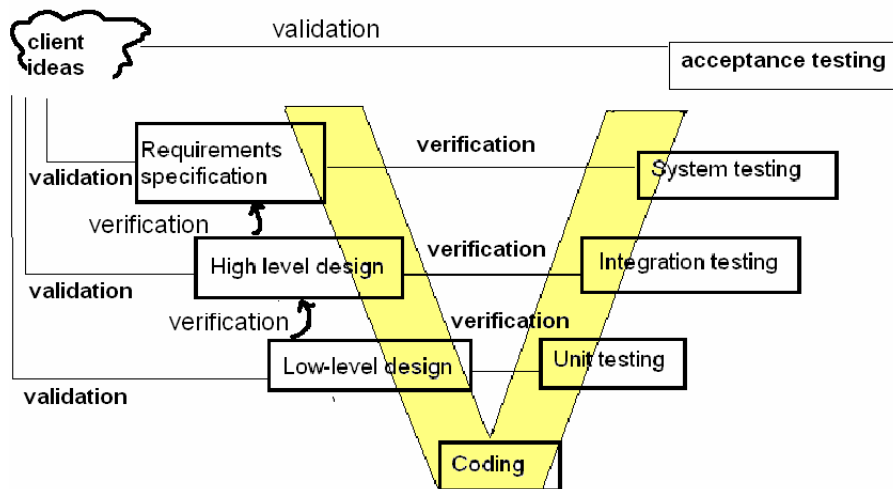 client
ideas
validation
acceptance testing
Requirements
specification
verification
System testing
validation
verification
High level design
verification
Integration testing
validation
verification
verification
Low-level design
Unit testing
validation
Coding